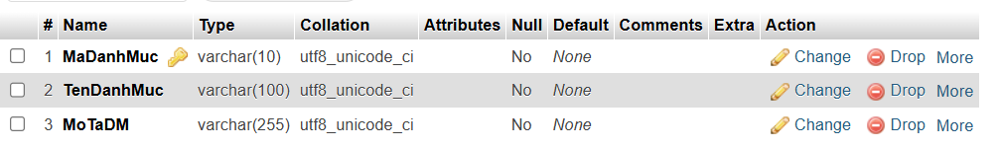 # Name Type Collation Attributes Null Default Comments Extra Action
1 MaDanhMuc varchar(10) utf8_unicode_ci No None Change Drop More
2 TenDanhMuc varchar(100) utf8_unicode_ci No None Change Drop More
3 MoTaDM varchar(255) utf8_unicode_ci No None Change Drop More